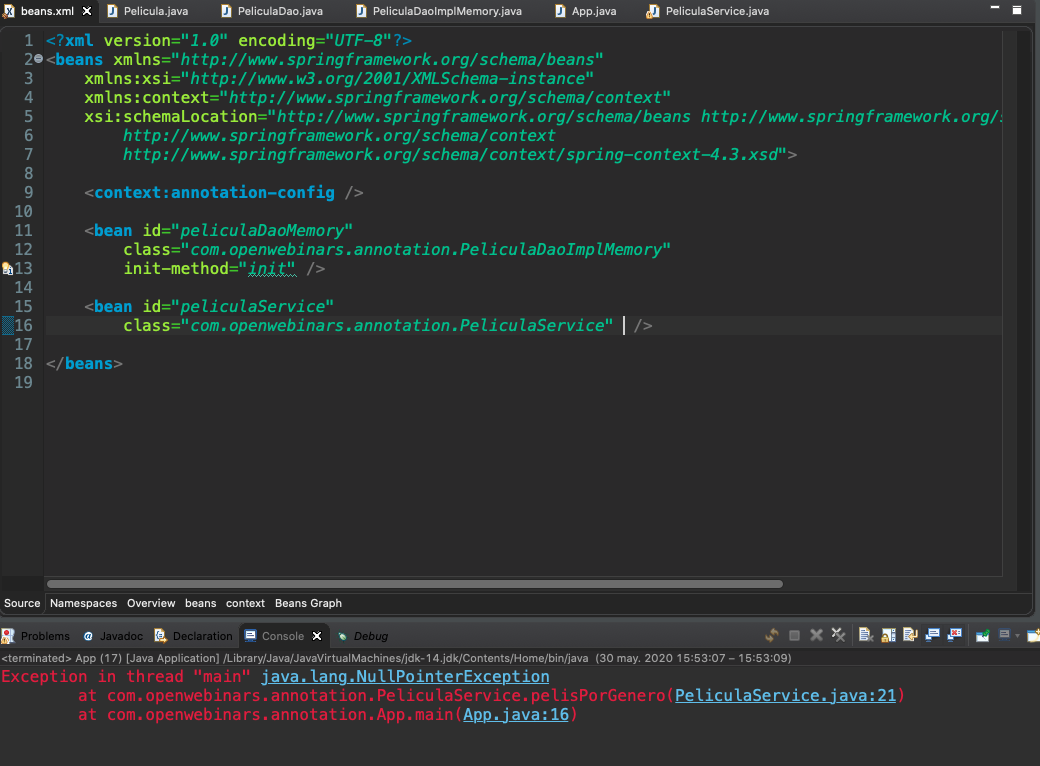 beans.xml Pelicula.java PeliculaDao.java PeliculaDaoImplMemory.java App.java PeliculaService.java
1 <?xml version="1.0" encoding="UTF-8"?>
2 <beans xmlns="http://www.springframework.org/schema/beans"
3 xmlns:xsi="http://www.w3.org/2001/XMLSchema-instance"
4 xmlns:context="http://www.springframework.org/schema/context"
5 xsi:schemaLocation="http://www.springframework.org/schema/beans http://www.springframework.org/
6 http://www.springframework.org/schema/context
7 http://www.springframework.org/schema/context/spring-context-4.3.xsd">
8
9 <context:annotation-config />
10
11 <bean id="peliculaDaoMemory"
12 class="com.openwebinars.annotation.PeliculaDaoImplMemory"
13 init-method="init" />
14
15 <bean id="peliculaService"
16 class="com.openwebinars.annotation.PeliculaService" />
17
18 </beans>
19
Source Namespaces Overview beans context Beans Graph
Problems Javadoc Declaration Console Debug
<terminated> App (17) [Java Application] /Library/Java/JavaVirtualMachines/jdk-14.jdk/Contents/Home/bin/java (30 may. 2020 15:53:07 – 15:53:09)
Exception in thread "main" java.lang.NullPointerException
at com.openwebinars.annotation.PeliculaService.pelisPorGenero(PeliculaService.java:21)
at com.openwebinars.annotation.App.main(App.java:16)